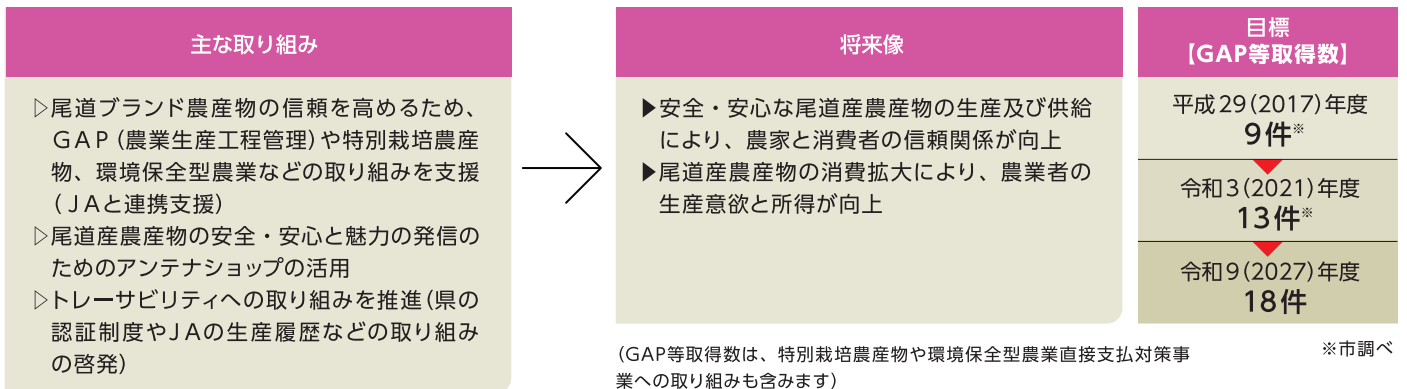 主な取り組み
▷尾道ブランド農産物の信頼を高めるため、
GAP(農業生産工程管理)や特別栽培農産
物、環境保全型農業などの取り組みを支援
(JAと連携支援)
▷尾道産農産物の安全・安心と魅力の発信の
ためのアンテナショップの活用
▷トレーサビリティへの取り組みを推進(県の
認証制度やJAの生産履歴などの取り組み
の啓発)
将来像
▶安全・安心な尾道産農産物の生産及び供給
により、農家と消費者の信頼関係が向上
▶尾道産農産物の消費拡大により、農業者の
生産意欲と所得が向上
目標
【GAP等取得数】
平成29(2017)年度
9件※
令和3(2021)年度
13件※
令和9(2027)年度
18件
(GAP等取得数は、特別栽培農産物や環境保全型農業直接支払対策事
業への取り組みも含みます)
※市調べ